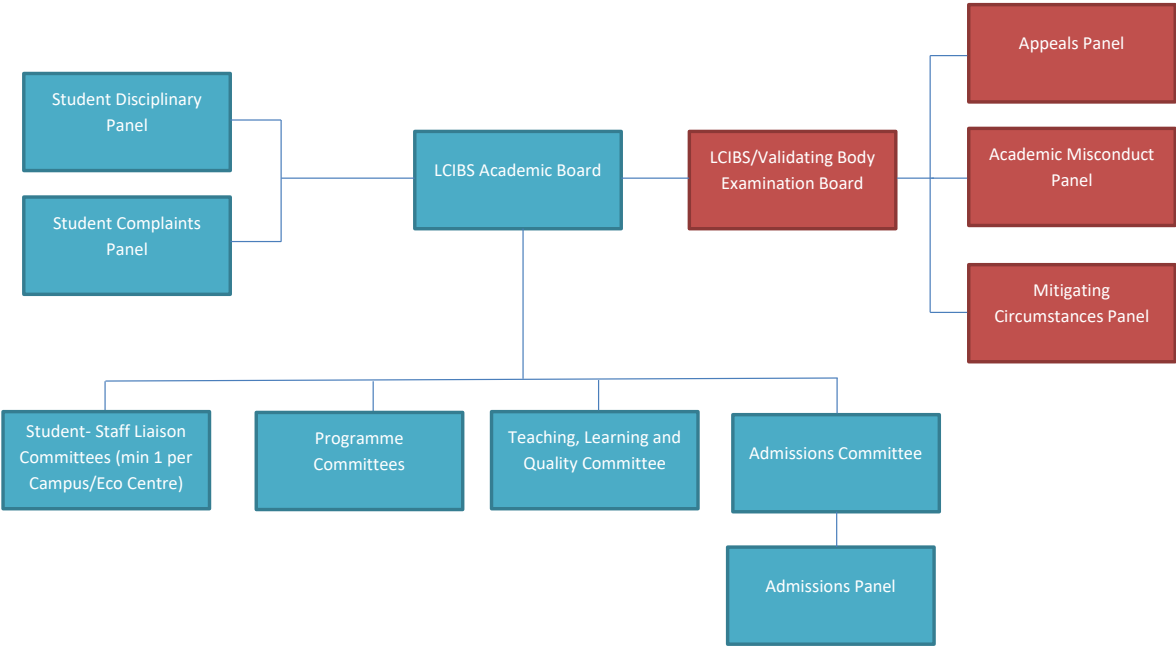 Appeals Panel
Student Disciplinary
Panel
LCIBS Academic Board
LCIBS/Validating Body
Examination Board
Academic Misconduct
Panel
Student Complaints
Panel
Mitigating
Circumstances Panel
Student- Staff Liaison
Committees (min 1 per
Campus/Eco Centre)
Programme
Committees
Teaching, Learning and
Quality Committee
Admissions Committee
Admissions Panel